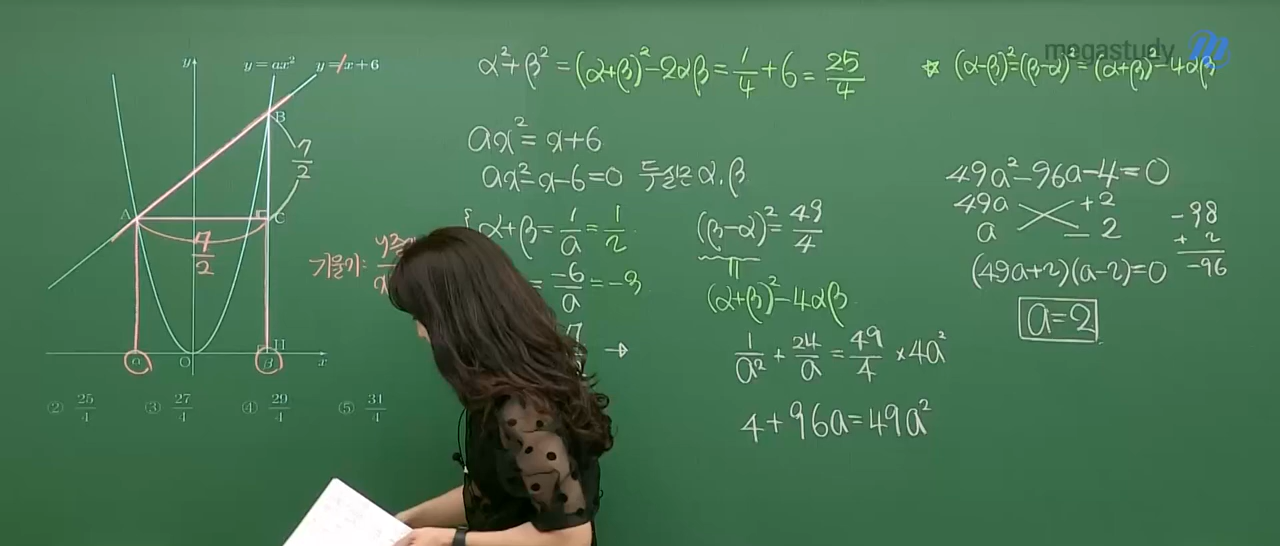 megastudy
y
y=ax²
y=x+6
B
7/2
A
C
7/2
기울기:
H
α
O
β
x
② 25/4 ③ 27/4 ④ 29/4 ⑤ 31/4
α²+β²=(α+β)²-2αβ=1/4+6=25/4
ax²=x+6
ax²-x-6=0 두 실근 α,β
α+β=1/a=1/2
=-6/a=-3
→
(β-α)²=49/4
(α+β)²-4αβ
1/a²+24/a=49/4 ×4a²
4+96a=49a²
☆ (α-β)²=(β-α)²=(α+β)²-4αβ
49a²-96a-4=0
49a +2
a -2
-98
+ 2
-96
(49a+2)(a-2)=0
a=2